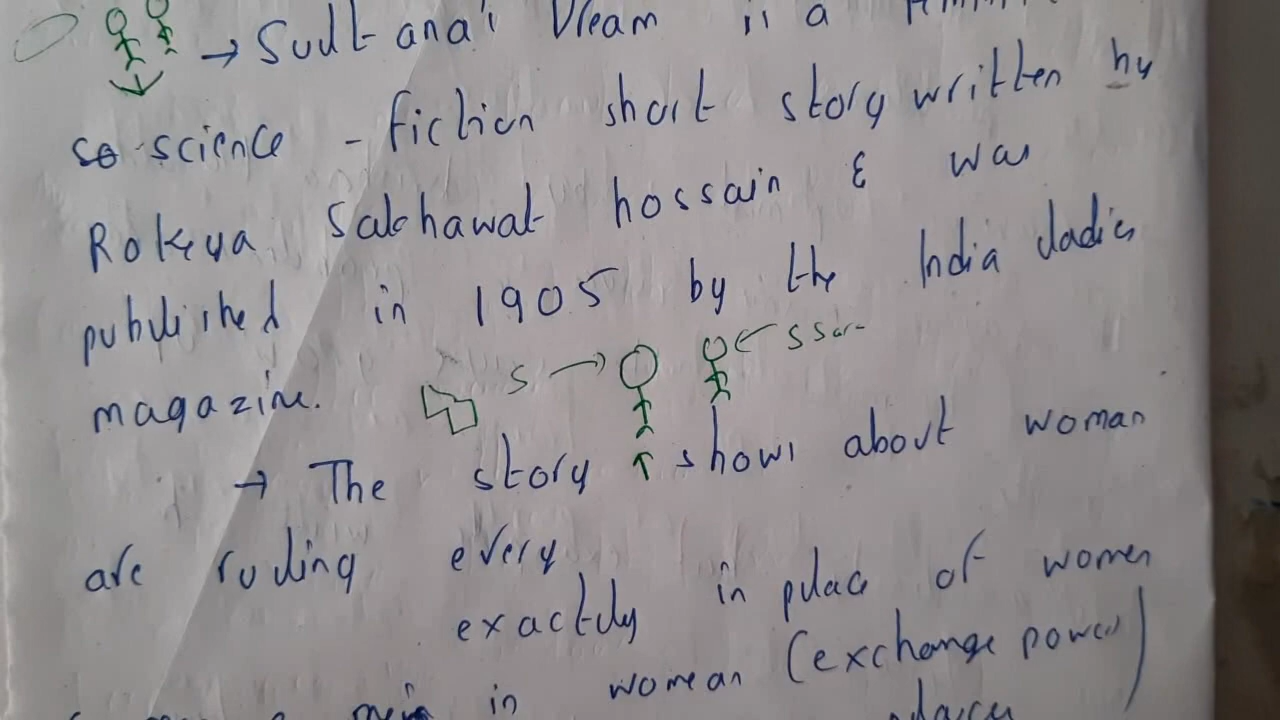 → Sultana's Dream is a
so science - fiction short story written by
Rokeya Sakhawat hossain & was
published in 1905 by the India Ladies
magazine.
S →
→ The story ↑ shows about woman
are ruling every
exactly in place of women
in woman (exchange power)